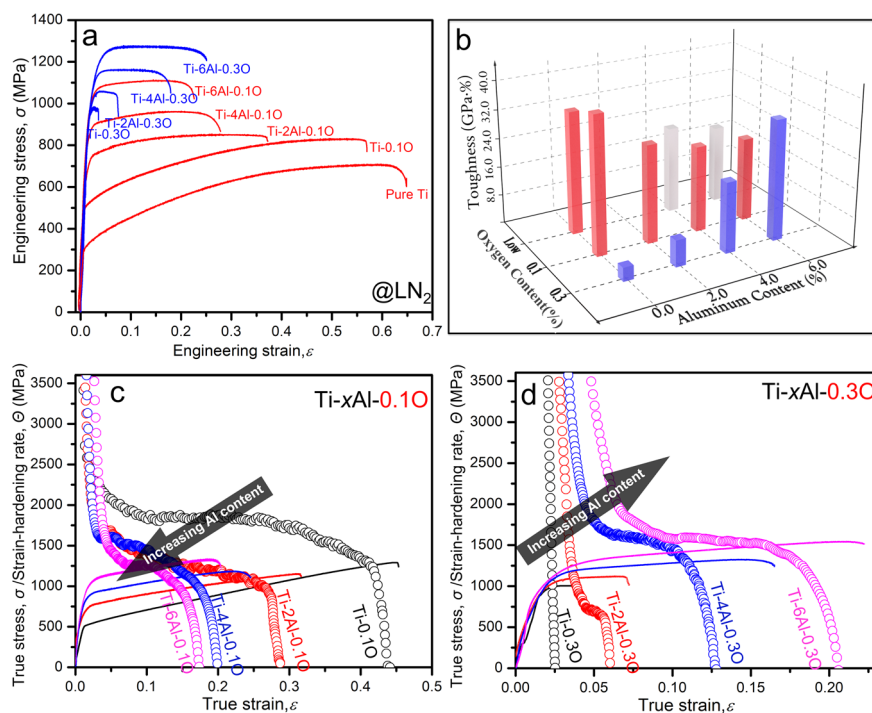 a
Engineering stress, σ (MPa)
1400
1200
1000
800
600
400
200
0
Ti-6Al-0.3O
Ti-6Al-0.1O
Ti-4Al-0.3O
Ti-4Al-0.1O
Ti-2Al-0.3O
Ti-0.3O
Ti-2Al-0.1O
Ti-0.1O
Pure Ti
@LN2
0.0 0.1 0.2 0.3 0.4 0.5 0.6 0.7
Engineering strain,ε
b
Toughness (GPa·%)
40.0
32.0
24.0
16.0
8.0
Low
0.1
0.3
Oxygen Content(%)
0.0
2.0
4.0
6.0
Aluminum Content (%)
c
Ti-xAl-0.1O
True stress, σ /Strain-hardening rate, Θ (MPa)
3500
3000
2500
2000
1500
1000
500
0
Increasing Al content
Ti-6Al-0.1O
Ti-4Al-0.1O
Ti-2Al-0.1O
Ti-0.1O
0.0 0.1 0.2 0.3 0.4 0.5
True strain,ε
d
Ti-xAl-0.3O
True stress, σ /Strain-hardening rate, Θ (MPa)
3500
3000
2500
2000
1500
1000
500
0
Increasing Al content
Ti-0.3O
Ti-2Al-0.3O
Ti-4Al-0.3O
Ti-6Al-0.3O
0.00 0.05 0.10 0.15 0.20
True strain,ε